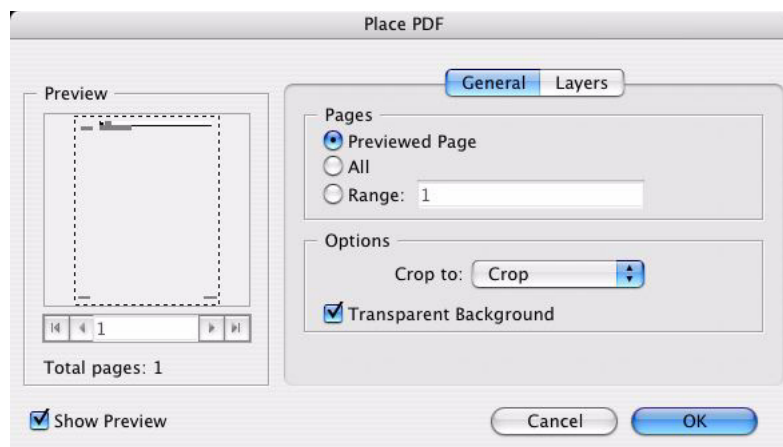 Place PDF
General Layers
Preview
Pages
Previewed Page
All
Range: 1
Options
Crop to: Crop
Transparent Background
1
Total pages: 1
Show Preview
Cancel OK